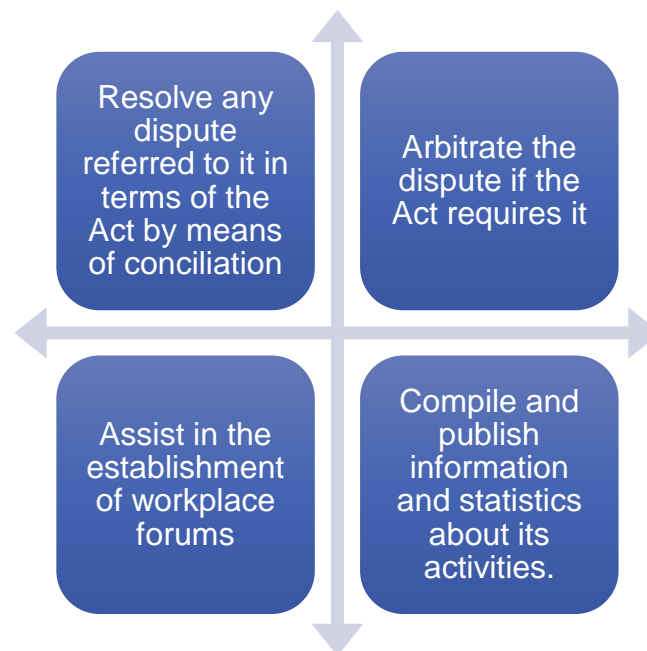 Resolve any
dispute
referred to it in
terms of the
Act by means
of conciliation
Arbitrate the
dispute if the
Act requires it
Assist in the
establishment
of workplace
forums
Compile and
publish
information
and statistics
about its
activities.